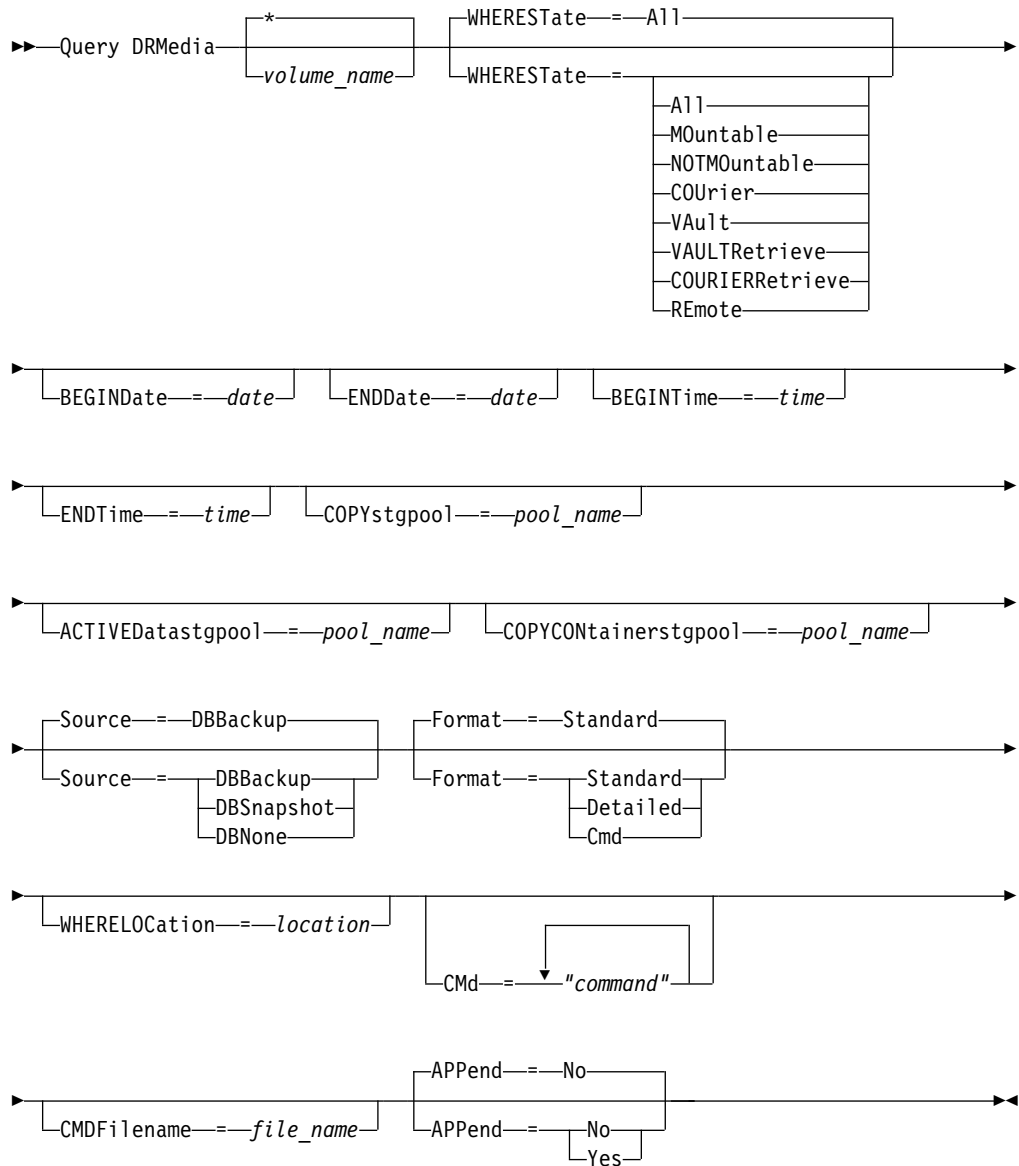 *
WHEREState = All
Query DRMedia
volume_name
WHEREState =
All
MOuntable
NOTMOuntable
COUrier
VAult
VAULTRetrieve
COURIERRetrieve
REmote
BEGINDate = date
ENDDate = date
BEGINTime = time
ENDTime = time
COPYstgpool = pool_name
ACTIVEDatastgpool = pool_name
COPYCONtainerstgpool = pool_name
Source = DBBackup
Format = Standard
Source =
DBBackup
DBSnapshot
DBNone
Format =
Standard
Detailed
Cmd
WHERELOCation = location
CMd = "command"
APPend = No
CMDFilename = file_name
APPend =
No
Yes